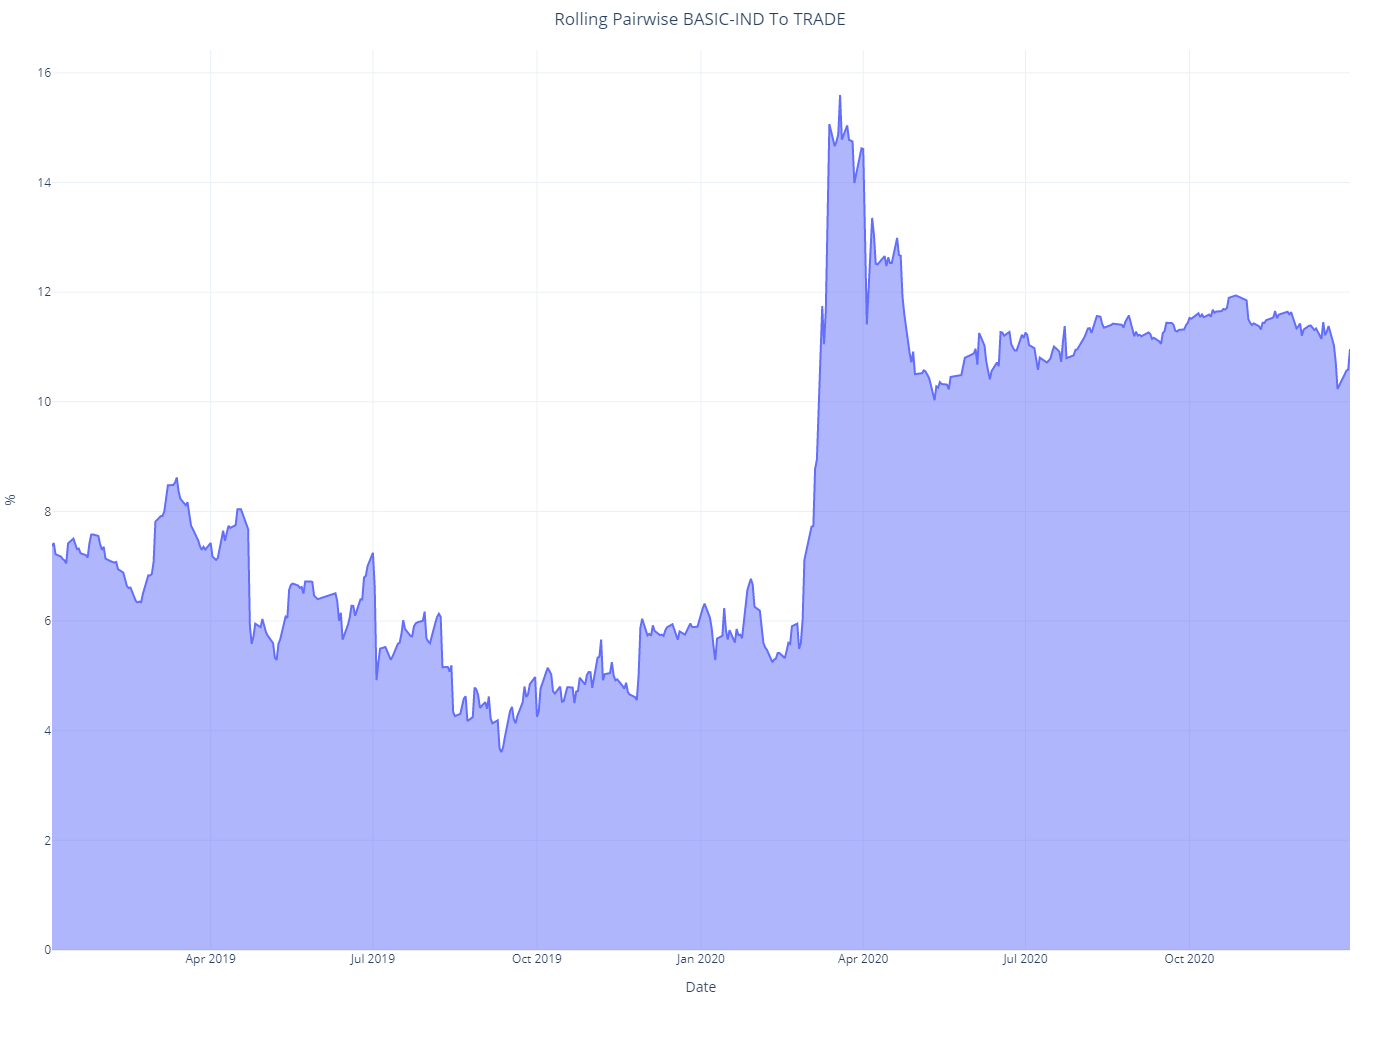 Rolling Pairwise BASIC-IND To TRADE
16
14
12
10
8
6
4
2
0
%
Apr 2019
Jul 2019
Oct 2019
Jan 2020
Apr 2020
Jul 2020
Oct 2020
Date